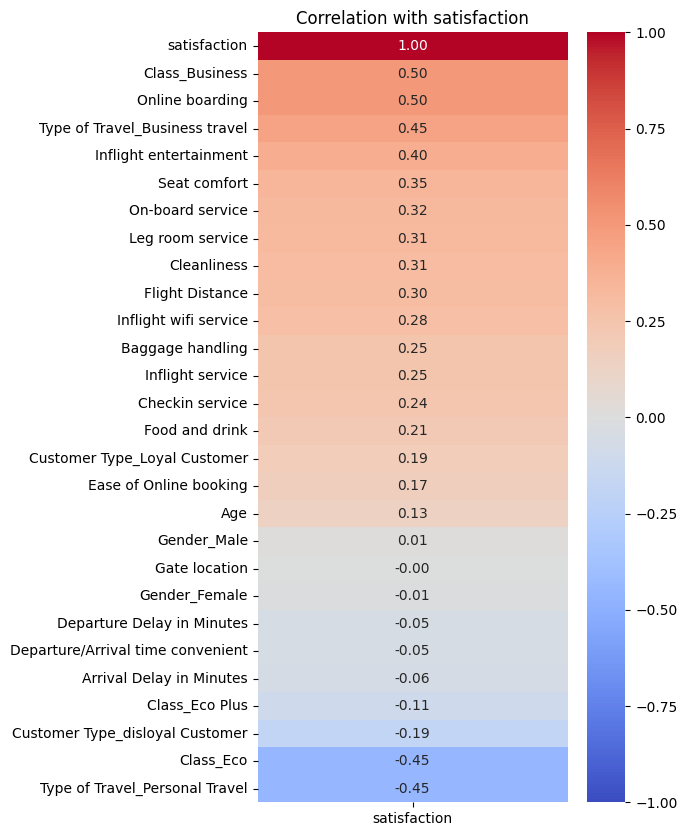 Correlation with satisfaction
satisfaction 1.00
Class_Business 0.50
Online boarding 0.50
Type of Travel_Business travel 0.45
Inflight entertainment 0.40
Seat comfort 0.35
On-board service 0.32
Leg room service 0.31
Cleanliness 0.31
Flight Distance 0.30
Inflight wifi service 0.28
Baggage handling 0.25
Inflight service 0.25
Checkin service 0.24
Food and drink 0.21
Customer Type_Loyal Customer 0.19
Ease of Online booking 0.17
Age 0.13
Gender_Male 0.01
Gate location -0.00
Gender_Female -0.01
Departure Delay in Minutes -0.05
Departure/Arrival time convenient -0.05
Arrival Delay in Minutes -0.06
Class_Eco Plus -0.11
Customer Type_disloyal Customer -0.19
Class_Eco -0.45
Type of Travel_Personal Travel -0.45
satisfaction
1.00
0.75
0.50
0.25
0.00
−0.25
−0.50
−0.75
−1.00